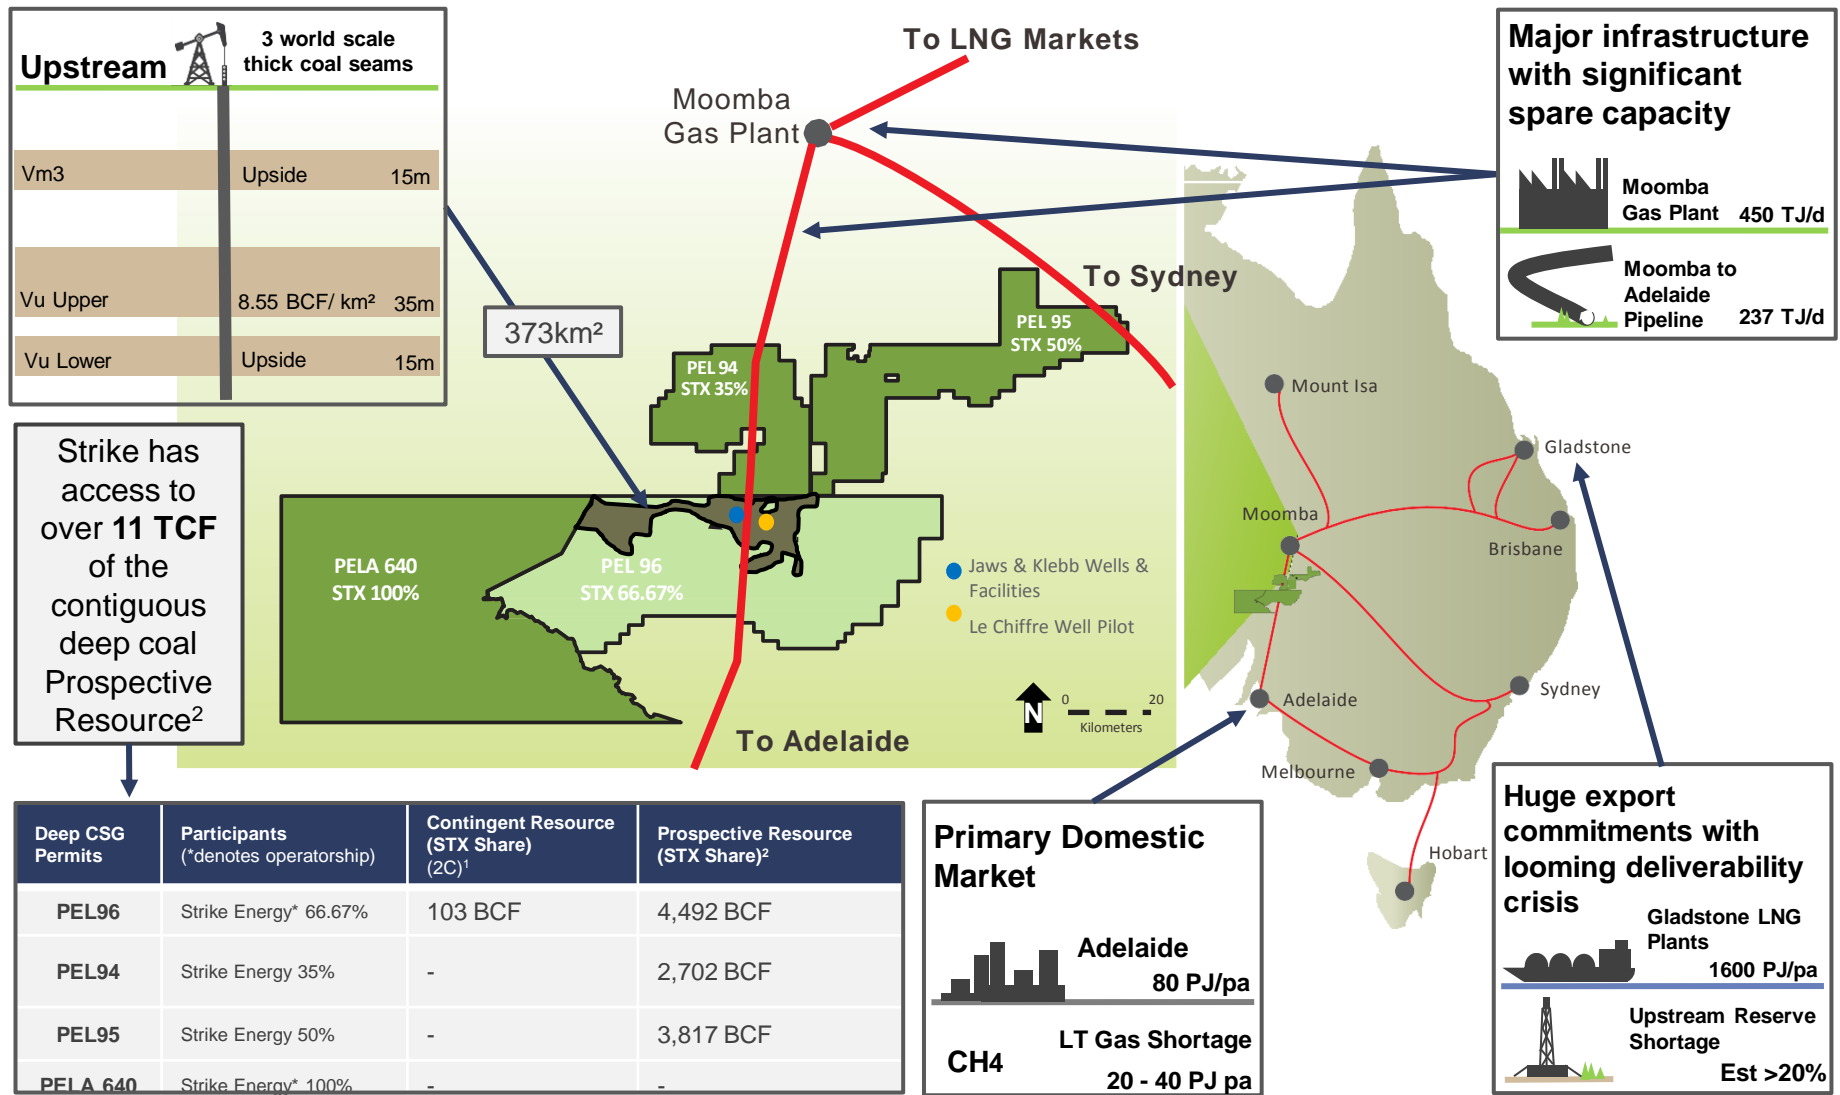 Upstream
3 world scale
thick coal seams
Vm3 Upside 15m
Vu Upper 8.55 BCF/ km² 35m
Vu Lower Upside 15m
To LNG Markets
Moomba
Gas Plant
373km²
To Sydney
PEL 95
STX 50%
PEL 94
STX 35%
PELA 640
STX 100%
PEL 96
STX 66.67%
Jaws & Klebb Wells &
Facilities
Le Chiffre Well Pilot
N
0 20
Kilometers
To Adelaide
Major infrastructure
with significant
spare capacity
Moomba
Gas Plant 450 TJ/d
Moomba to
Adelaide
Pipeline 237 TJ/d
Mount Isa
Gladstone
Moomba
Brisbane
Adelaide
Sydney
Melbourne
Hobart
Strike has
access to
over 11 TCF
of the
contiguous
deep coal
Prospective
Resource²
Deep CSG
Permits
Participants
(*denotes operatorship)
Contingent Resource
(STX Share)
(2C)¹
Prospective Resource
(STX Share)²
PEL96 Strike Energy* 66.67% 103 BCF 4,492 BCF
PEL94 Strike Energy 35% - 2,702 BCF
PEL95 Strike Energy 50% - 3,817 BCF
PELA 640 Strike Energy* 100% - -
Primary Domestic
Market
Adelaide
80 PJ/pa
LT Gas Shortage
CH4
20 - 40 PJ pa
Huge export
commitments with
looming deliverability
crisis
Gladstone LNG
Plants
1600 PJ/pa
Upstream Reserve
Shortage
Est >20%